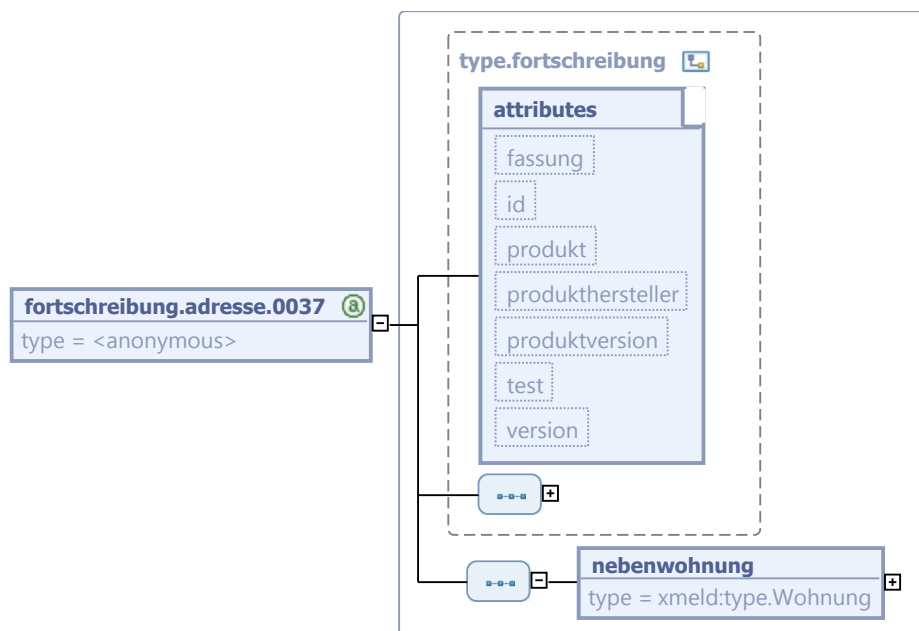 type.fortschreibung
attributes
fassung
id
produkt
produkthersteller
produktversion
test
version
fortschreibung.adresse.0037 a
type = <anonymous>
nebenwohnung
type = xmeld:type.Wohnung